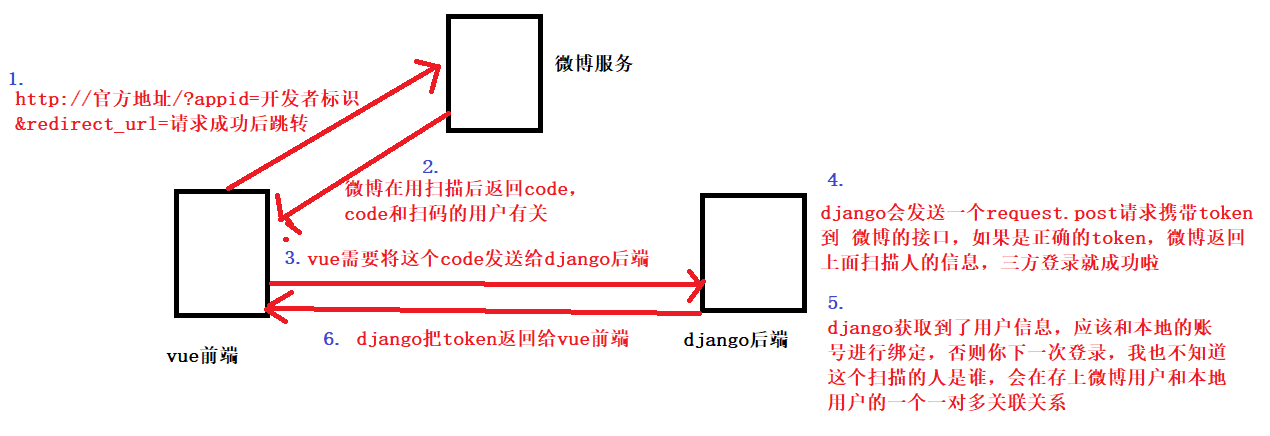 微博服务
1.
http://官方地址/?appid=开发者标识
&redirect_url=请求成功后跳转
2.
微博在用扫描后返回code，
code和扫码的用户有关
3. vue需要将这个code发送给django后端
4.
django会发送一个request.post请求携带token
到 微博的接口，如果是正确的token，微博返回
上面扫描人的信息，三方登录就成功啦
5.
django获取到了用户信息，应该和本地的账
号进行绑定，否则你下一次登录，我也不知道
这个扫描的人是谁，会在存上微博用户和本地
用户的一个一对多关联关系
6. django把token返回给vue前端
vue前端
django后端